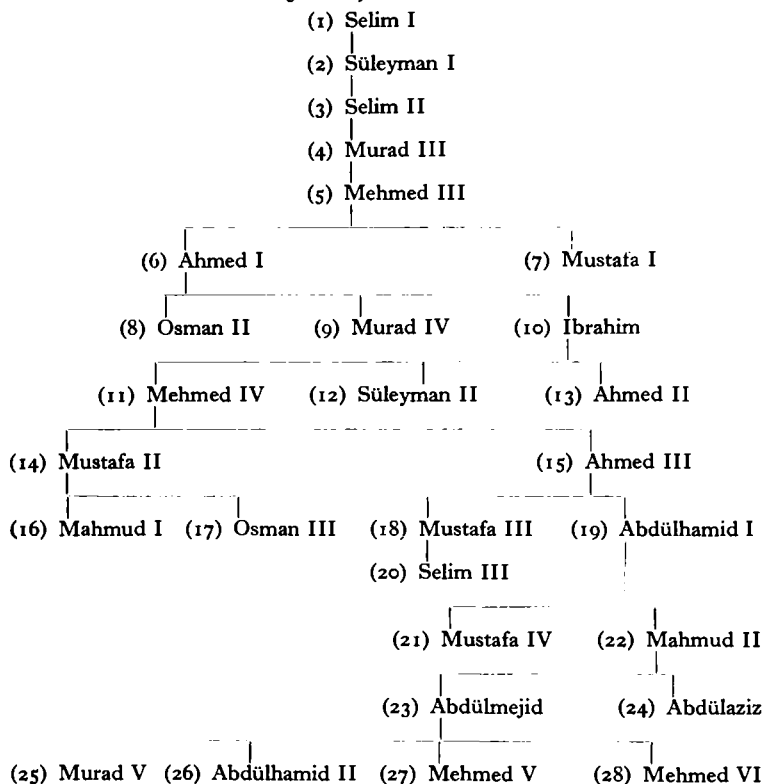 (1) Selim I
(2) Süleyman I
(3) Selim II
(4) Murad III
(5) Mehmed III
(6) Ahmed I (7) Mustafa I
(8) Osman II (9) Murad IV (10) Ibrahim
(11) Mehmed IV (12) Süleyman II (13) Ahmed II
(14) Mustafa II (15) Ahmed III
(16) Mahmud I (17) Osman III (18) Mustafa III (19) Abdülhamid I
(20) Selim III
(21) Mustafa IV (22) Mahmud II
(23) Abdülmejid (24) Abdülaziz
(25) Murad V (26) Abdülhamid II (27) Mehmed V (28) Mehmed VI